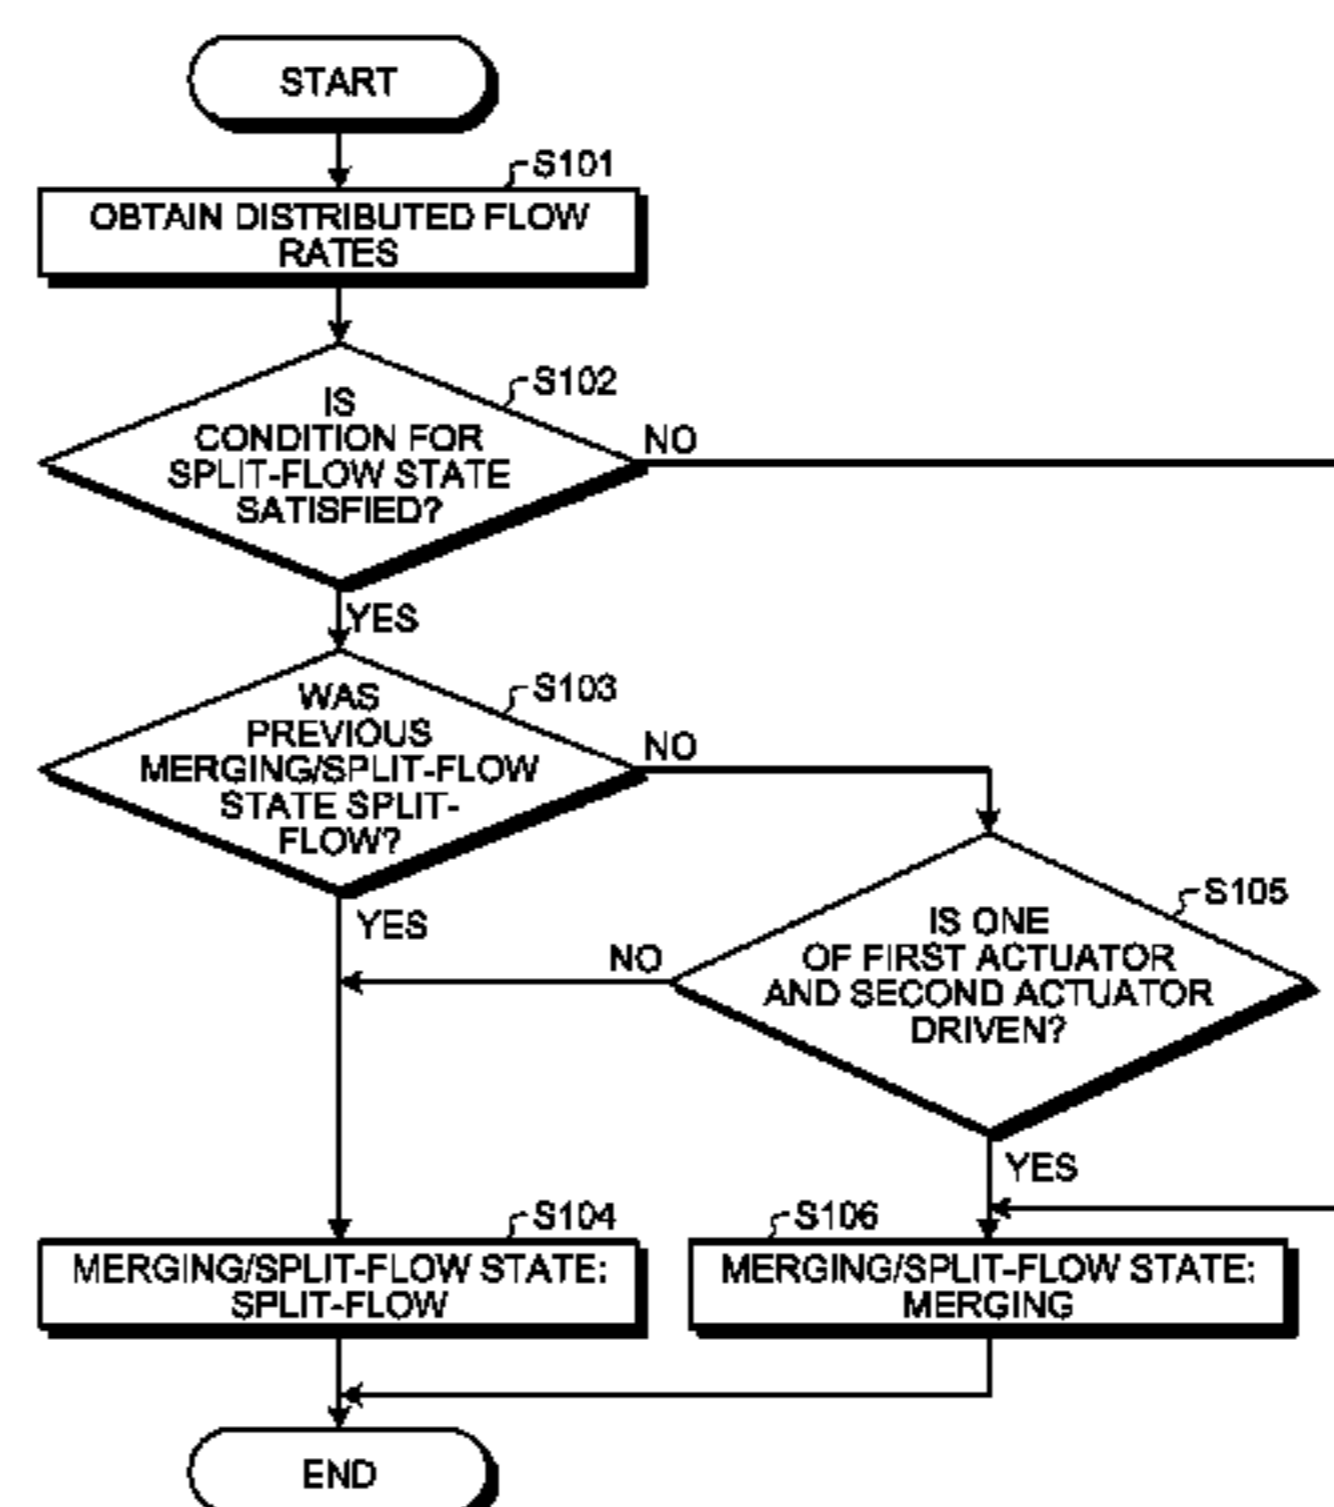 START
S101
OBTAIN DISTRIBUTED FLOW
RATES
S102
IS
CONDITION FOR
SPLIT-FLOW STATE
SATISFIED?
NO
YES
S103
WAS
PREVIOUS
MERGING/SPLIT-FLOW
STATE SPLIT-
FLOW?
NO
YES
S105
IS ONE
OF FIRST ACTUATOR
AND SECOND ACTUATOR
DRIVEN?
NO
YES
S104
MERGING/SPLIT-FLOW STATE:
SPLIT-FLOW
S106
MERGING/SPLIT-FLOW STATE:
MERGING
END